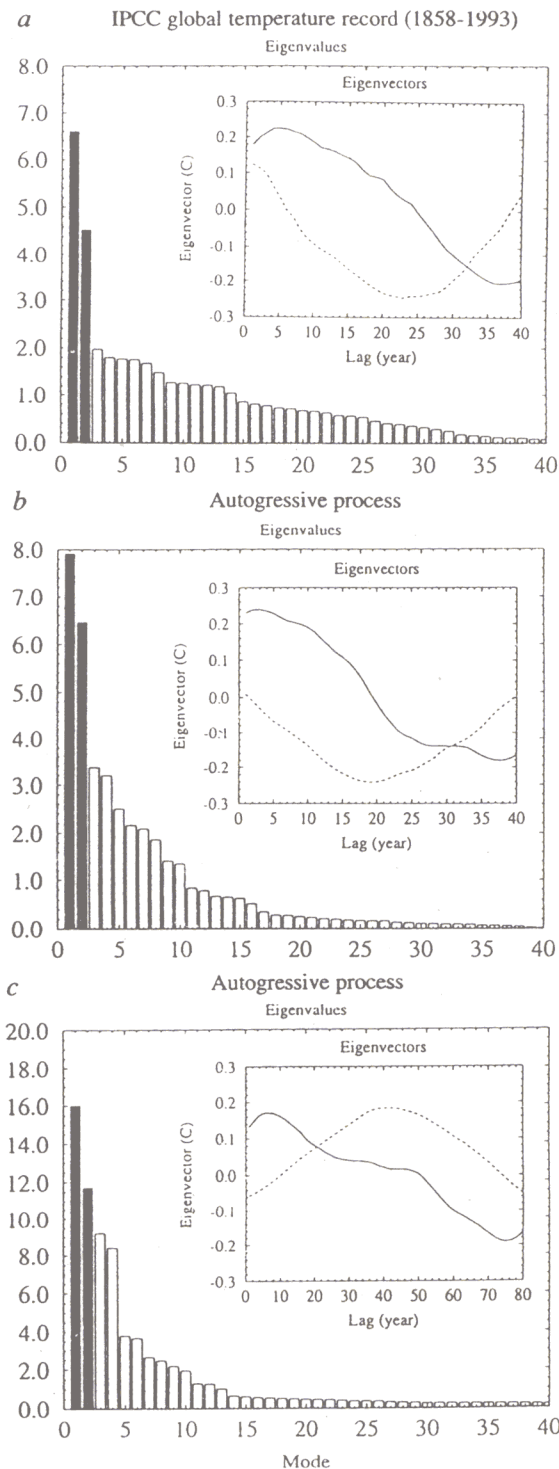 a IPCC global temperature record (1858-1993)
Eigenvalues
8.0
7.0
6.0
5.0
4.0
3.0
2.0
1.0
0.0
0 5 10 15 20 25 30 35 40
Eigenvectors
Eigenvector (C)
0.3
0.2
0.1
0.0
-0.1
-0.2
-0.3
0 5 10 15 20 25 30 35 40
Lag (year)
b Autogressive process
Eigenvalues
8.0
7.0
6.0
5.0
4.0
3.0
2.0
1.0
0.0
0 5 10 15 20 25 30 35 40
Eigenvectors
Eigenvector (C)
0.3
0.2
0.1
0.0
-0.1
-0.2
-0.3
0 5 10 15 20 25 30 35 40
Lag (year)
c Autogressive process
Eigenvalues
20.0
18.0
16.0
14.0
12.0
10.0
8.0
6.0
4.0
2.0
0.0
0 5 10 15 20 25 30 35 40
Mode
Eigenvectors
Eigenvector (C)
0.3
0.2
0.1
0.0
-0.1
-0.2
-0.3
0 10 20 30 40 50 60 70 80
Lag (year)